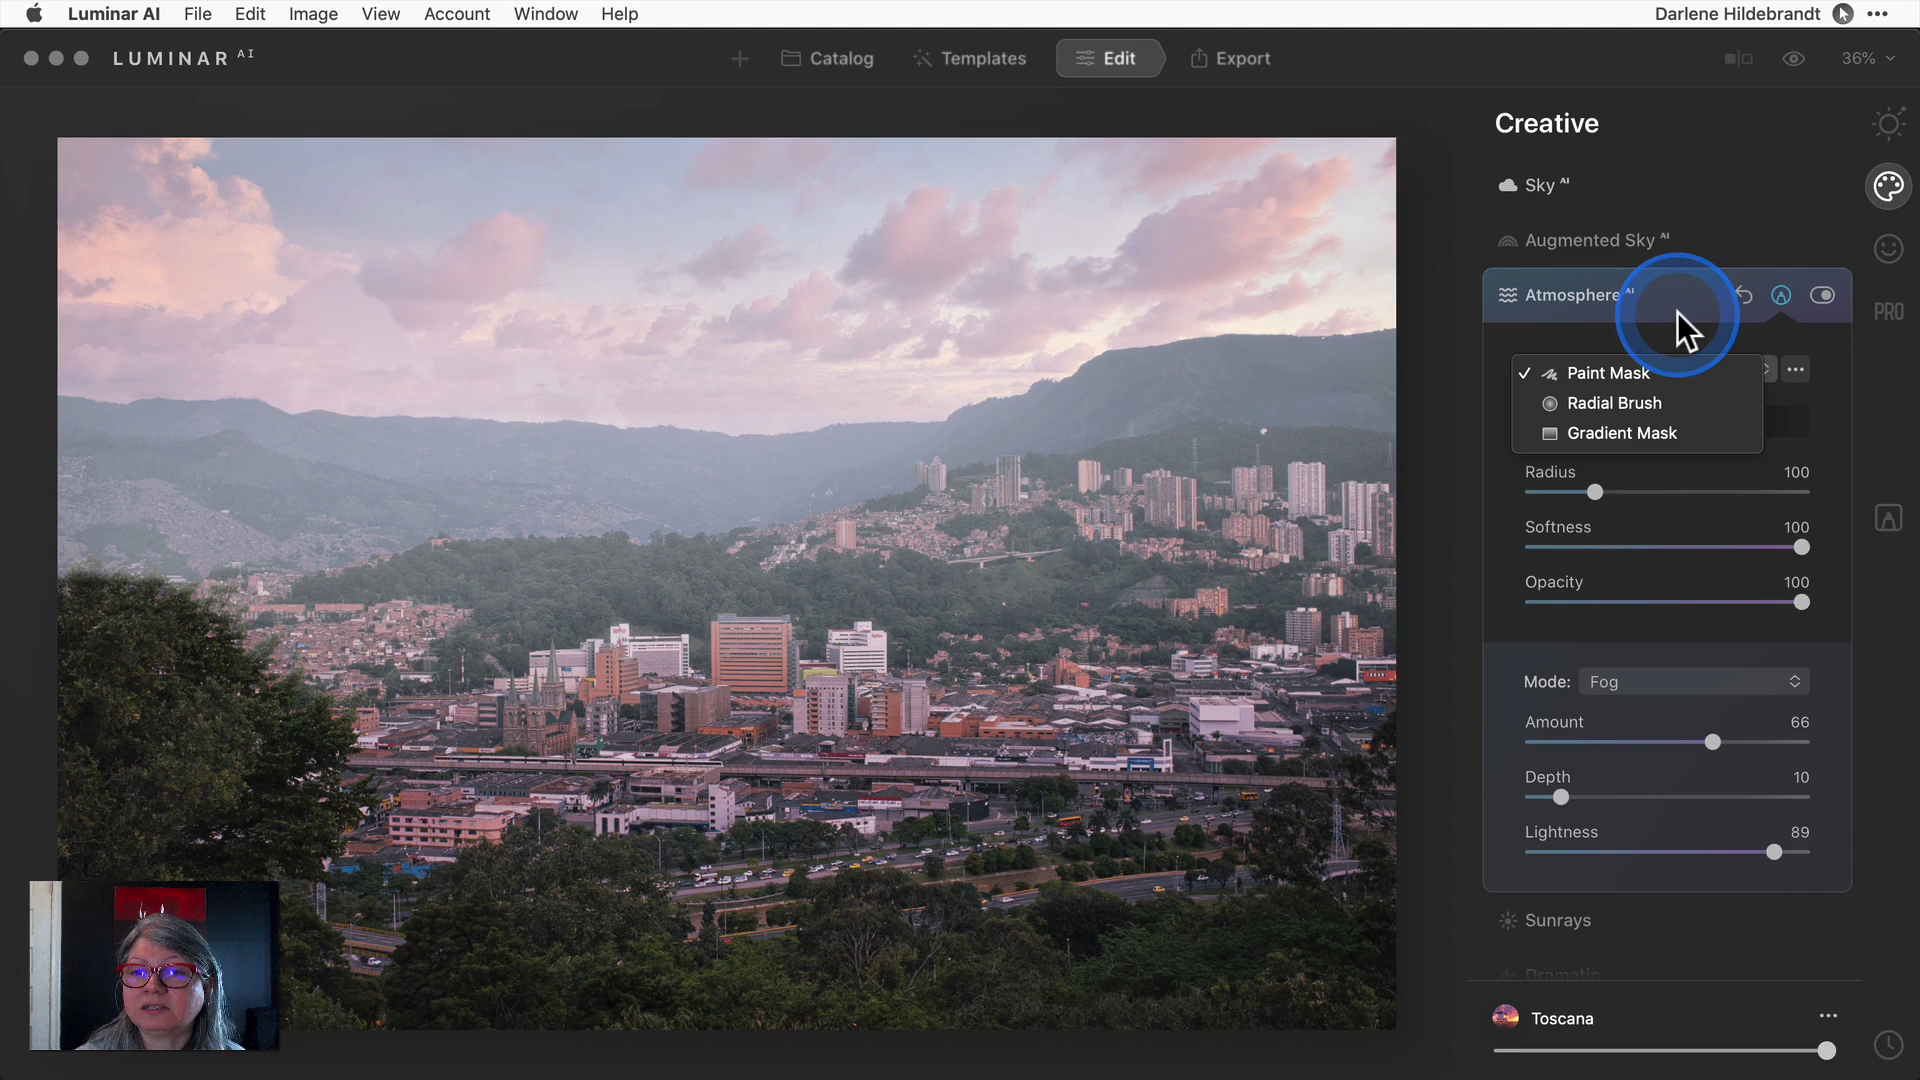 Luminar AI File Edit Image View Account Window Help Darlene Hildebrandt
LUMINAR AI Catalog Templates Edit Export 36%
Creative
Sky AI
Augmented Sky AI
PRO
Atmosphere AI
Paint Mask
Radial Brush
Gradient Mask
Radius 100
Softness 100
Opacity 100
Mode: Fog
Amount 66
Depth 10
Lightness 89
Sunrays
Dramatic
Toscana